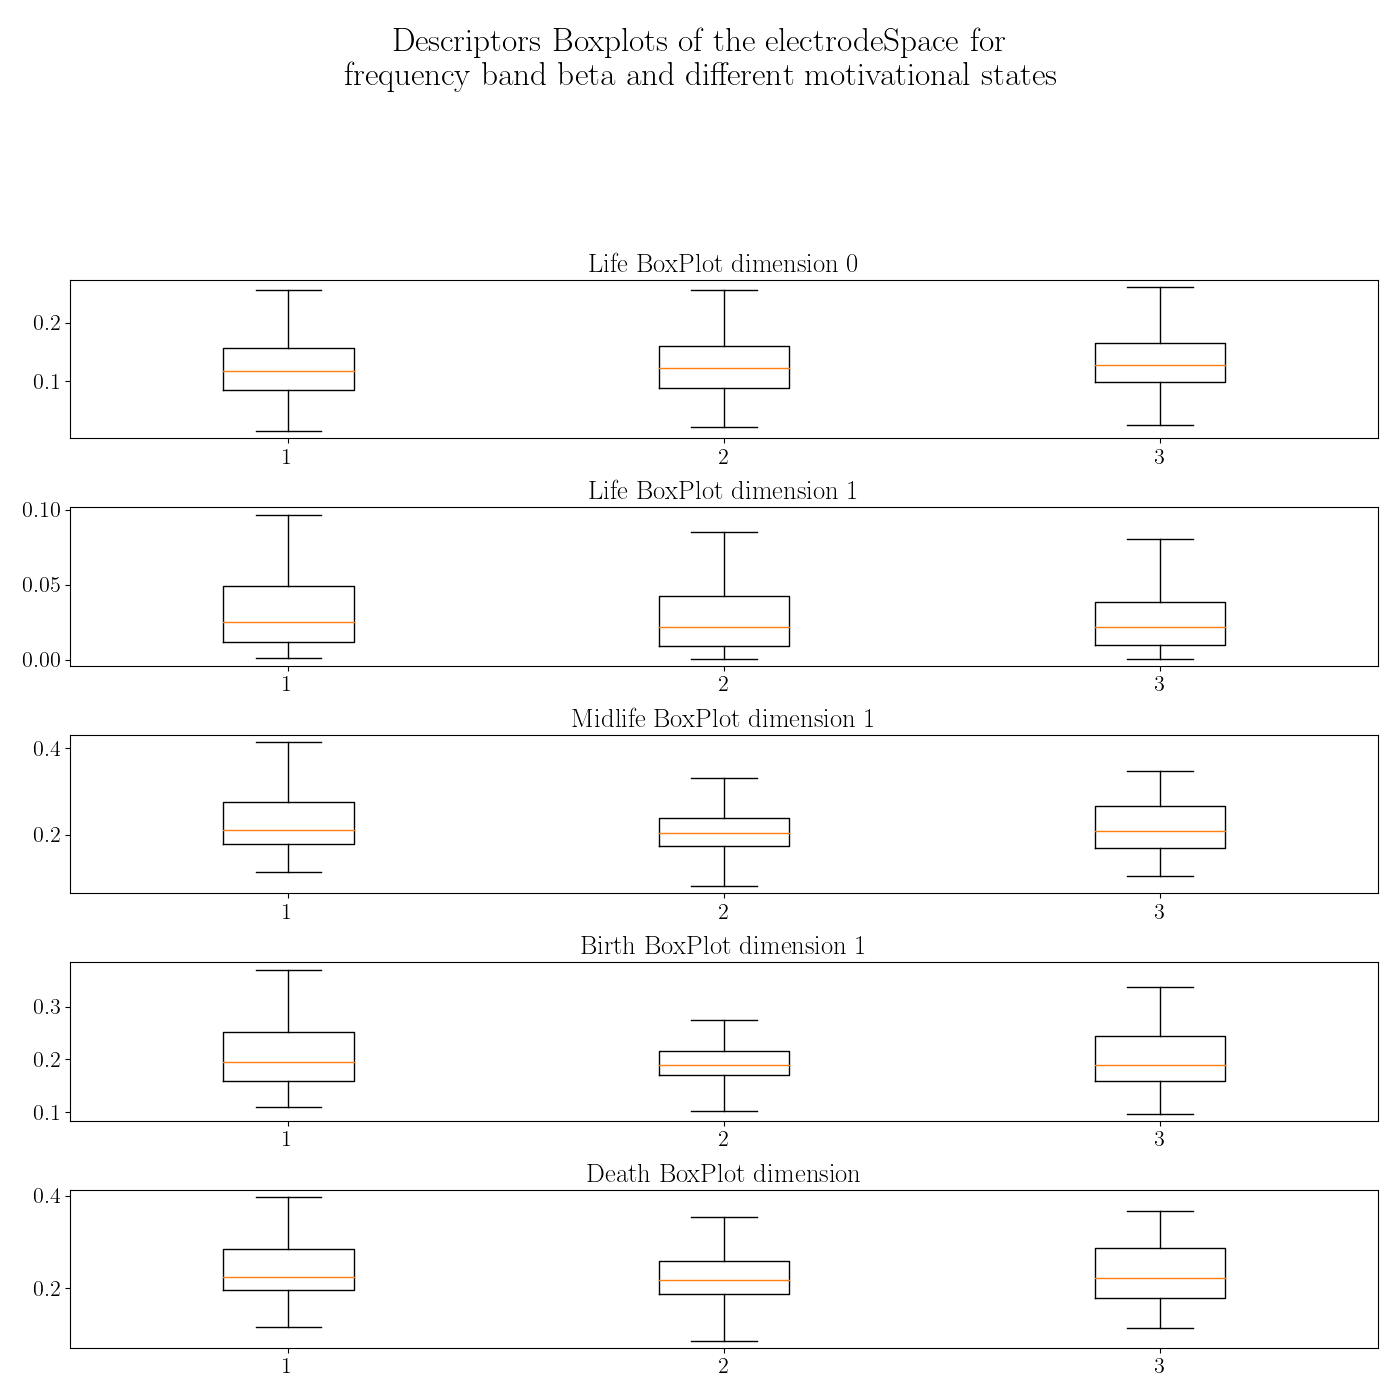 Descriptors Boxplots of the electrodeSpace for
frequency band beta and different motivational states
Life BoxPlot dimension 0
0.2
0.1
1 2 3
Life BoxPlot dimension 1
0.10
0.05
0.00
1 2 3
Midlife BoxPlot dimension 1
0.4
0.2
1 2 3
Birth BoxPlot dimension 1
0.3
0.2
0.1
1 2 3
Death BoxPlot dimension
0.4
0.2
1 2 3